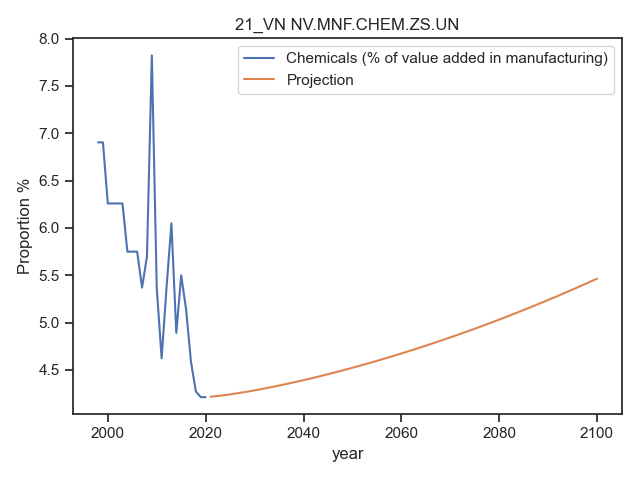 21_VN NV.MNF.CHEM.ZS.UN
Chemicals (% of value added in manufacturing)
Projection
Proportion %
8.0
7.5
7.0
6.5
6.0
5.5
5.0
4.5
2000 2020 2040 2060 2080 2100
year